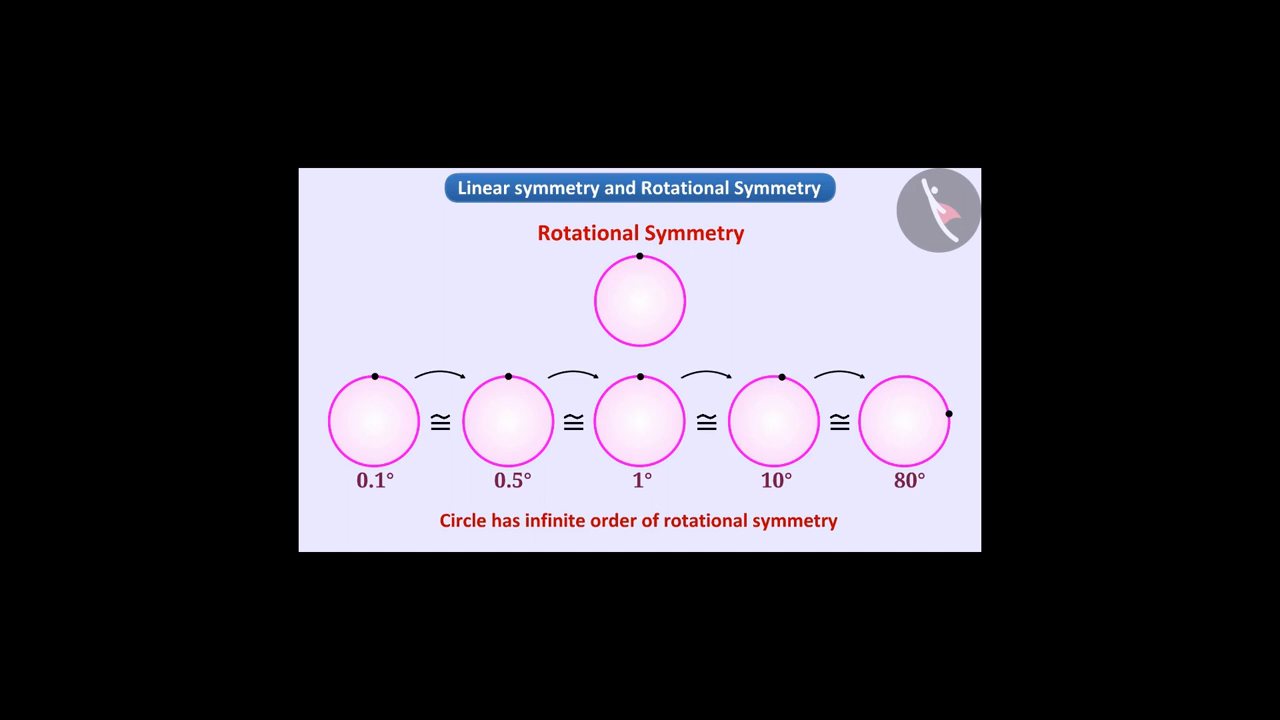 Linear symmetry and Rotational Symmetry
Rotational Symmetry
≅ ≅ ≅ ≅
0.1° 0.5° 1° 10° 80°
Circle has infinite order of rotational symmetry